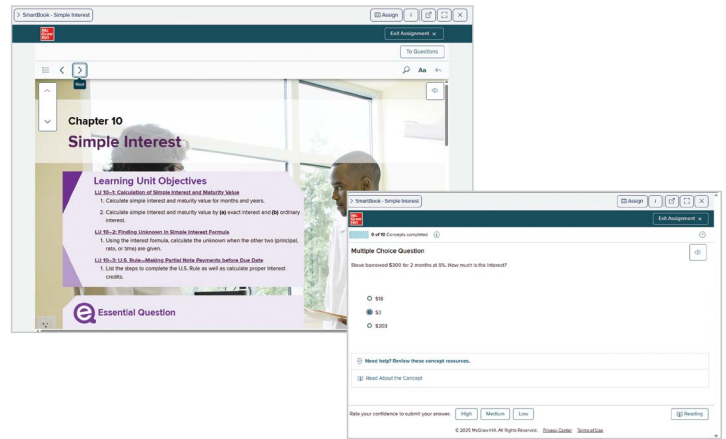 SmartBook - Simple Interest
Assign
i
Mc
Graw
Hill
Exit Assignment ×
To Questions
Aa
Next
Chapter 10
Simple Interest
Learning Unit Objectives
LU 10–1: Calculation of Simple Interest and Maturity Value
1. Calculate simple interest and maturity value for months and years.
2. Calculate simple interest and maturity value by (a) exact interest and (b) ordinary
interest.
LU 10–2: Finding Unknown in Simple Interest Formula
1. Using the interest formula, calculate the unknown when the other two (principal,
rate, or time) are given.
LU 10–3: U.S. Rule—Making Partial Note Payments before Due Date
1. List the steps to complete the U.S. Rule as well as calculate proper interest
credits.
eQ Essential Question
SmartBook - Simple Interest
Assign
i
Mc
Graw
Hill
Exit Assignment ×
0 of 10 Concepts completed
Multiple Choice Question
Steve borrowed $300 for 2 months at 6%. How much is the interest?
$18
$3
$303
Need help? Review these concept resources.
Read About the Concept
Rate your confidence to submit your answer.
High
Medium
Low
Reading
© 2025 McGraw Hill. All Rights Reserved. Privacy Center Terms of Use